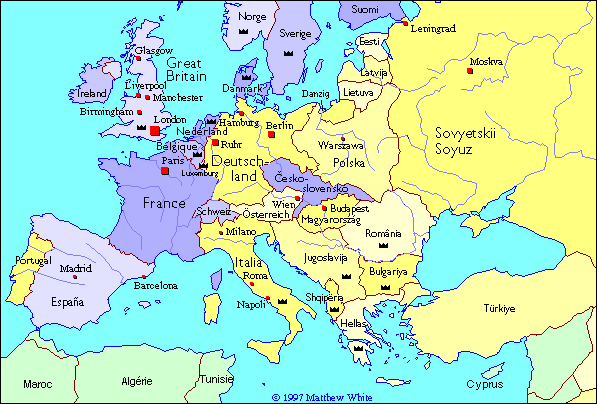 Norge
Suomi
Sverige
Leningrad
Eesti
Glasgow
Great
Britain
Moskva
Latvija
Ireland
Liverpool
Manchester
Danmark
Danzig
Lietuva
Birmingham
London
Hamburg
Berlin
Nederland
Sovyetskii
Soyuz
Belgique
Ruhr
Warszawa
Polska
Paris
Luxemburg
Deutsch-
land
Česko-
slovensko
France
Schweiz
Wien
Österreich
Budapest
Magyarország
România
Milano
Portugal
Italia
Jugoslavija
Madrid
Roma
Bulgariya
Barcelona
España
Napoli
Shqipëra
Hellas
Türkiye
Maroc
Algérie
Tunisie
Cyprus
© 1997 Matthew White